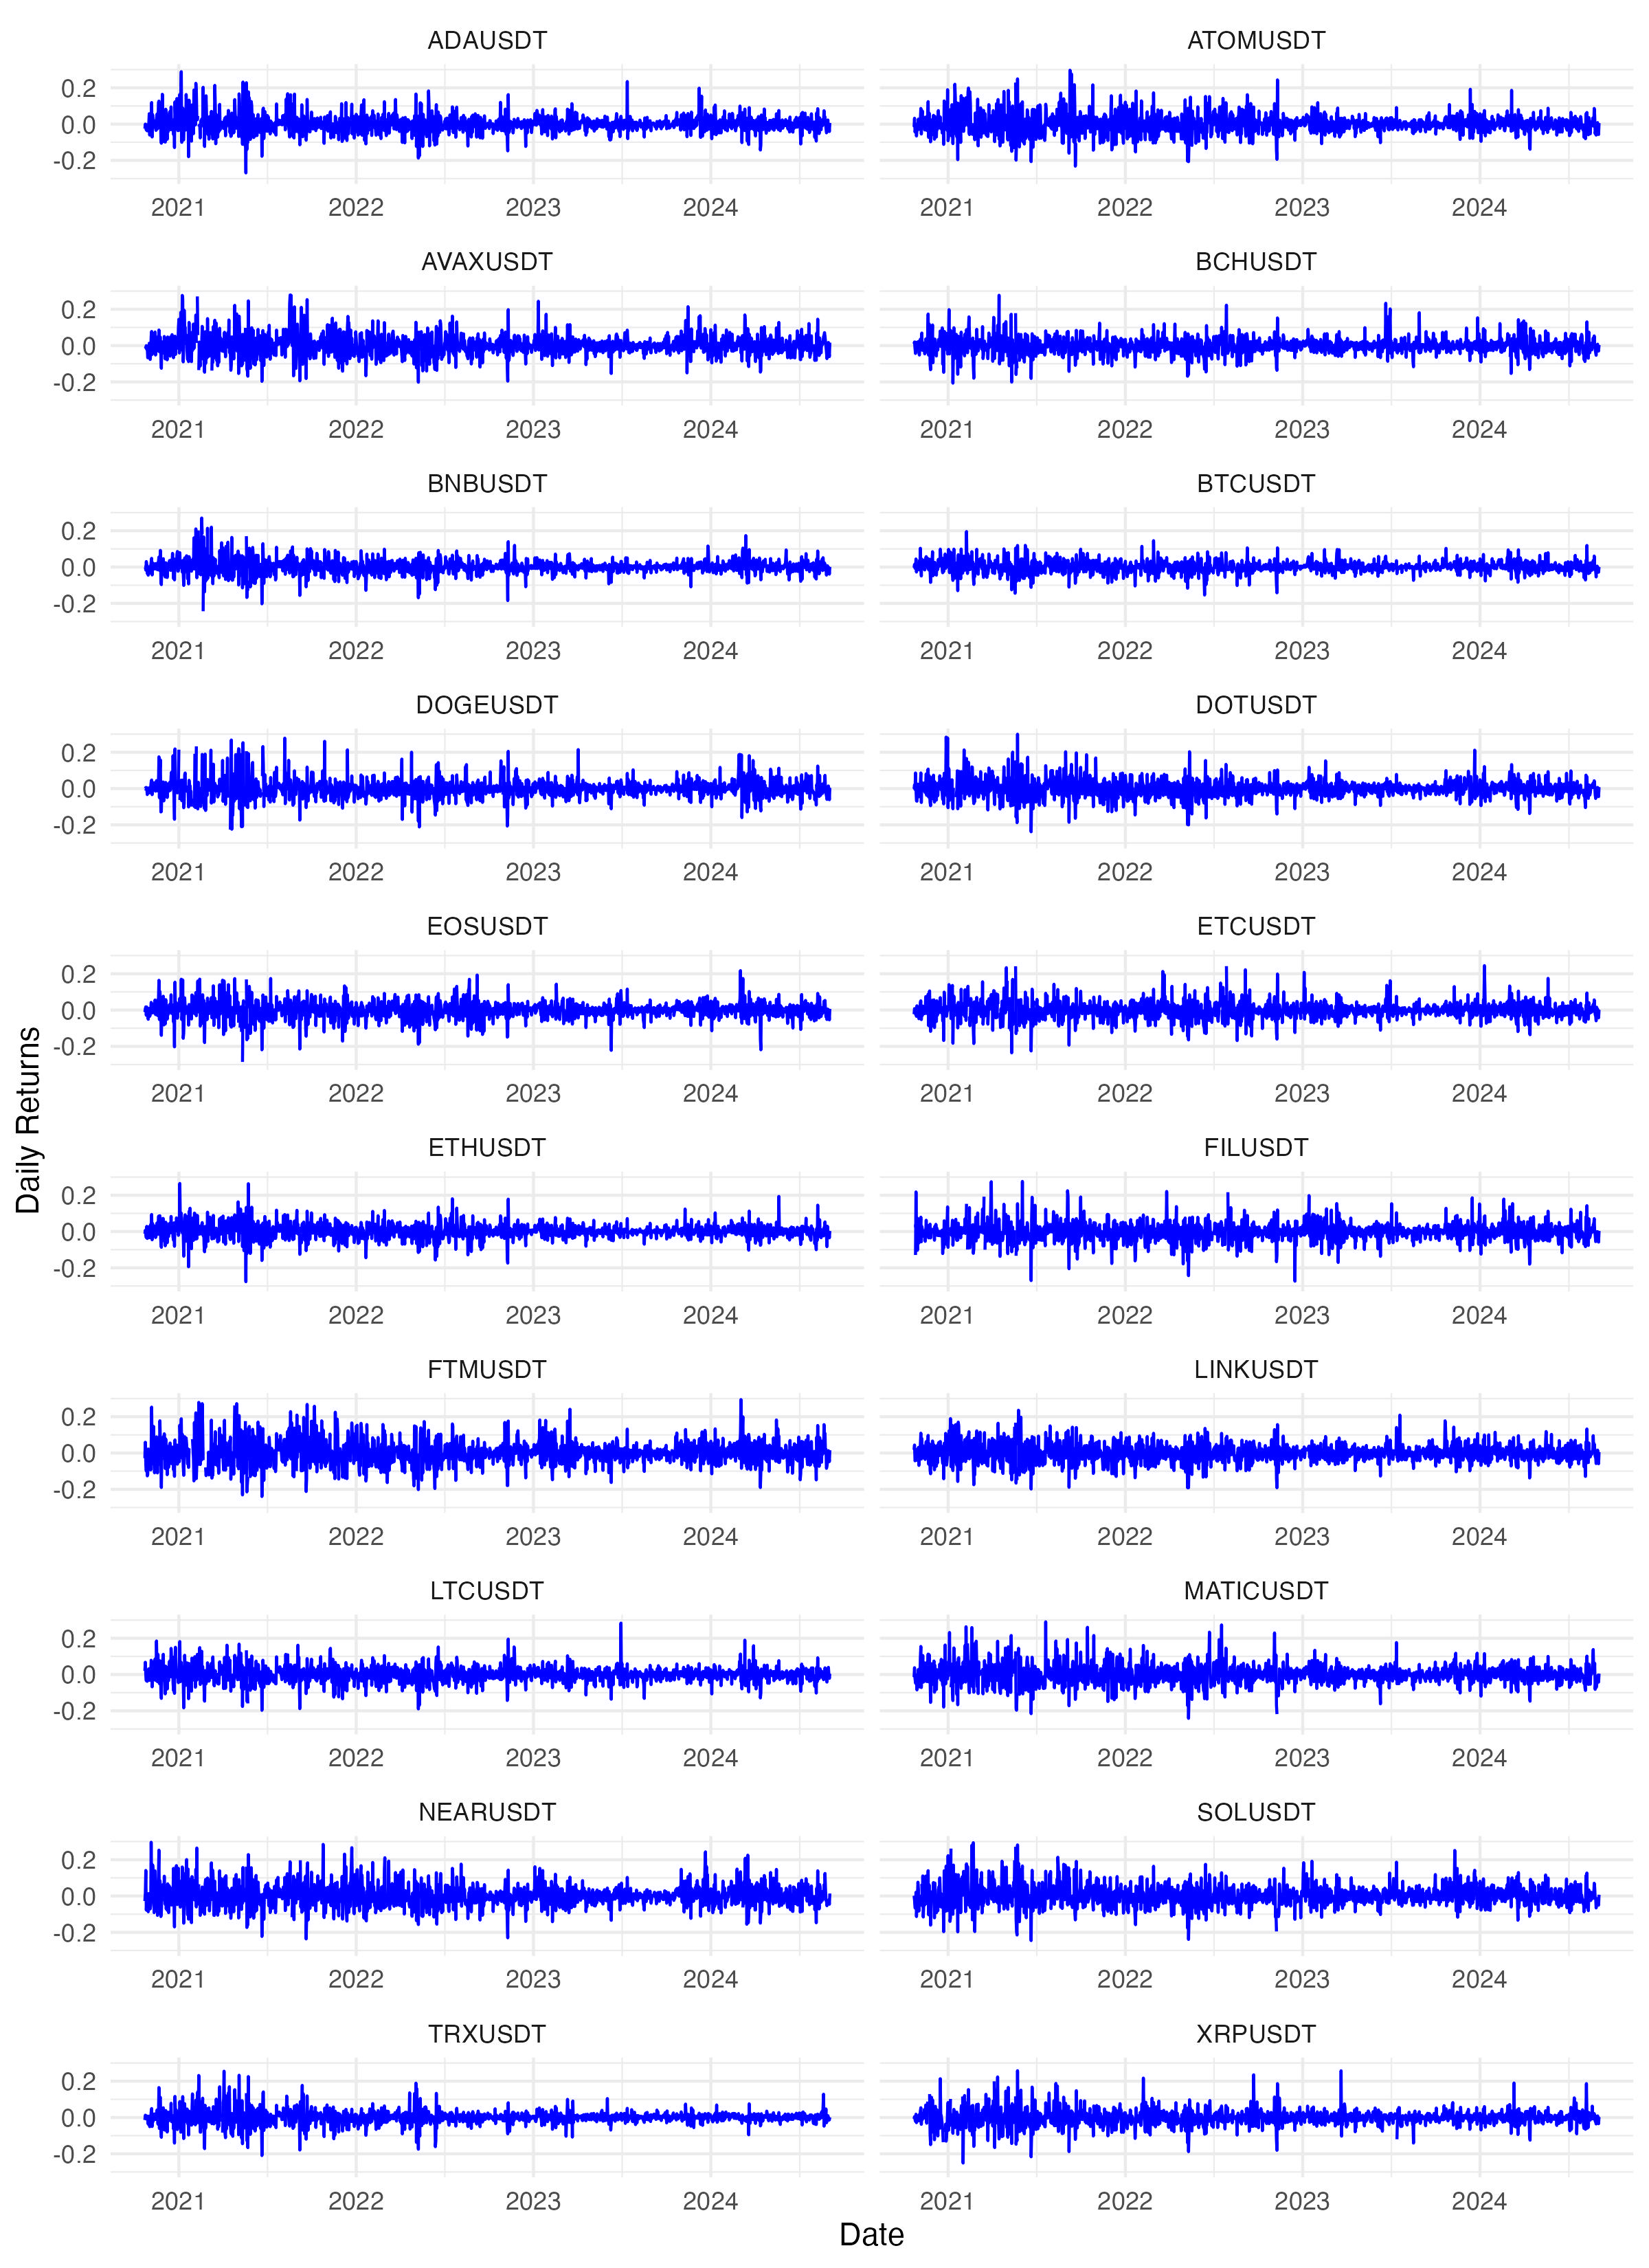 ADAUSDT ATOMUSDT
0.2
0.0
-0.2
2021 2022 2023 2024 2021 2022 2023 2024
AVAXUSDT BCHUSDT
0.2
0.0
-0.2
2021 2022 2023 2024 2021 2022 2023 2024
BNBUSDT BTCUSDT
0.2
0.0
-0.2
2021 2022 2023 2024 2021 2022 2023 2024
DOGEUSDT DOTUSDT
0.2
0.0
-0.2
2021 2022 2023 2024 2021 2022 2023 2024
EOSUSDT ETCUSDT
0.2
0.0
-0.2
2021 2022 2023 2024 2021 2022 2023 2024
Daily Returns
ETHUSDT FILUSDT
0.2
0.0
-0.2
2021 2022 2023 2024 2021 2022 2023 2024
FTMUSDT LINKUSDT
0.2
0.0
-0.2
2021 2022 2023 2024 2021 2022 2023 2024
LTCUSDT MATICUSDT
0.2
0.0
-0.2
2021 2022 2023 2024 2021 2022 2023 2024
NEARUSDT SOLUSDT
0.2
0.0
-0.2
2021 2022 2023 2024 2021 2022 2023 2024
TRXUSDT XRPUSDT
0.2
0.0
-0.2
2021 2022 2023 2024 2021 2022 2023 2024
Date